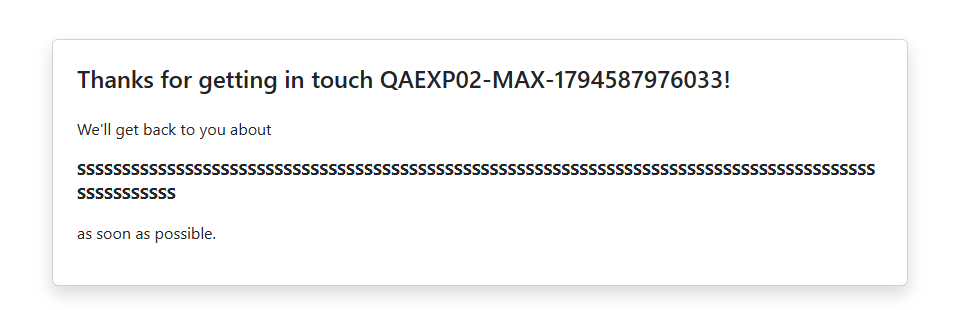 Thanks for getting in touch QAEXP02-MAX-1794587976033!
We'll get back to you about
SSSSSSSSSSSSSSSSSSSSSSSSSSSSSSSSSSSSSSSSSSSSSSSSSSSSSSSSSSSSSSSSSSSSSSSSSSSSSSSSSSSSSSSSS
SSSSSSSSSSS
as soon as possible.